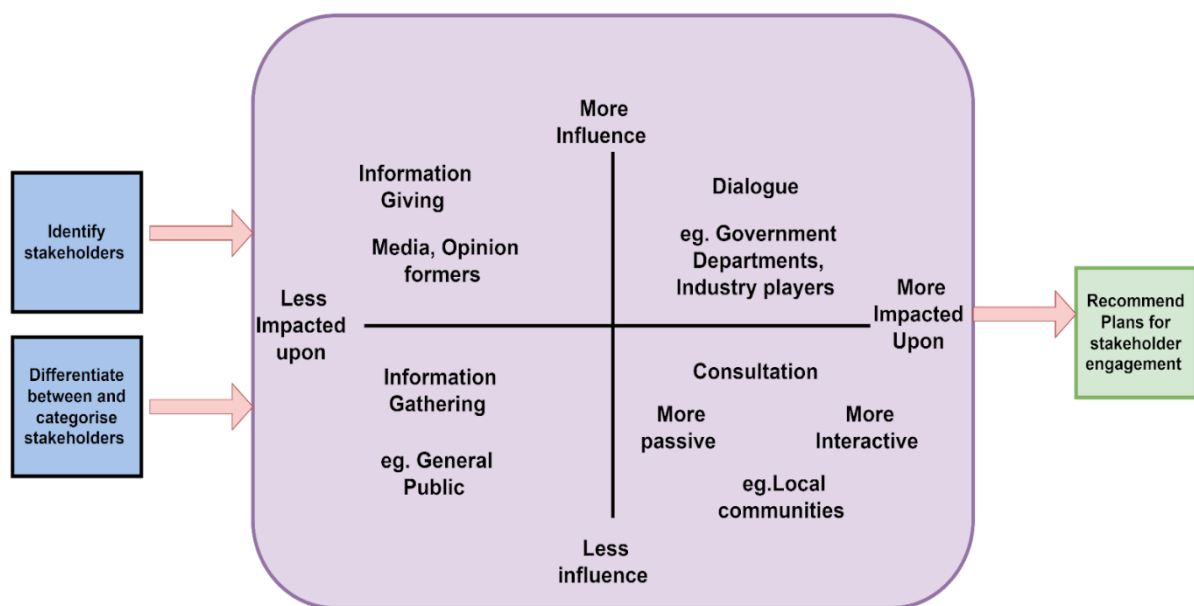 Identify
stakeholders
Differentiate
between and
categorise
stakeholders
More
Influence
Information
Giving
Media, Opinion
formers
Dialogue
eg. Government
Departments,
Industry players
Less
Impacted
upon
More
Impacted
Upon
Information
Gathering
eg. General
Public
Consultation
More
passive
More
Interactive
eg.Local
communities
Less
influence
Recommend
Plans for
stakeholder
engagement